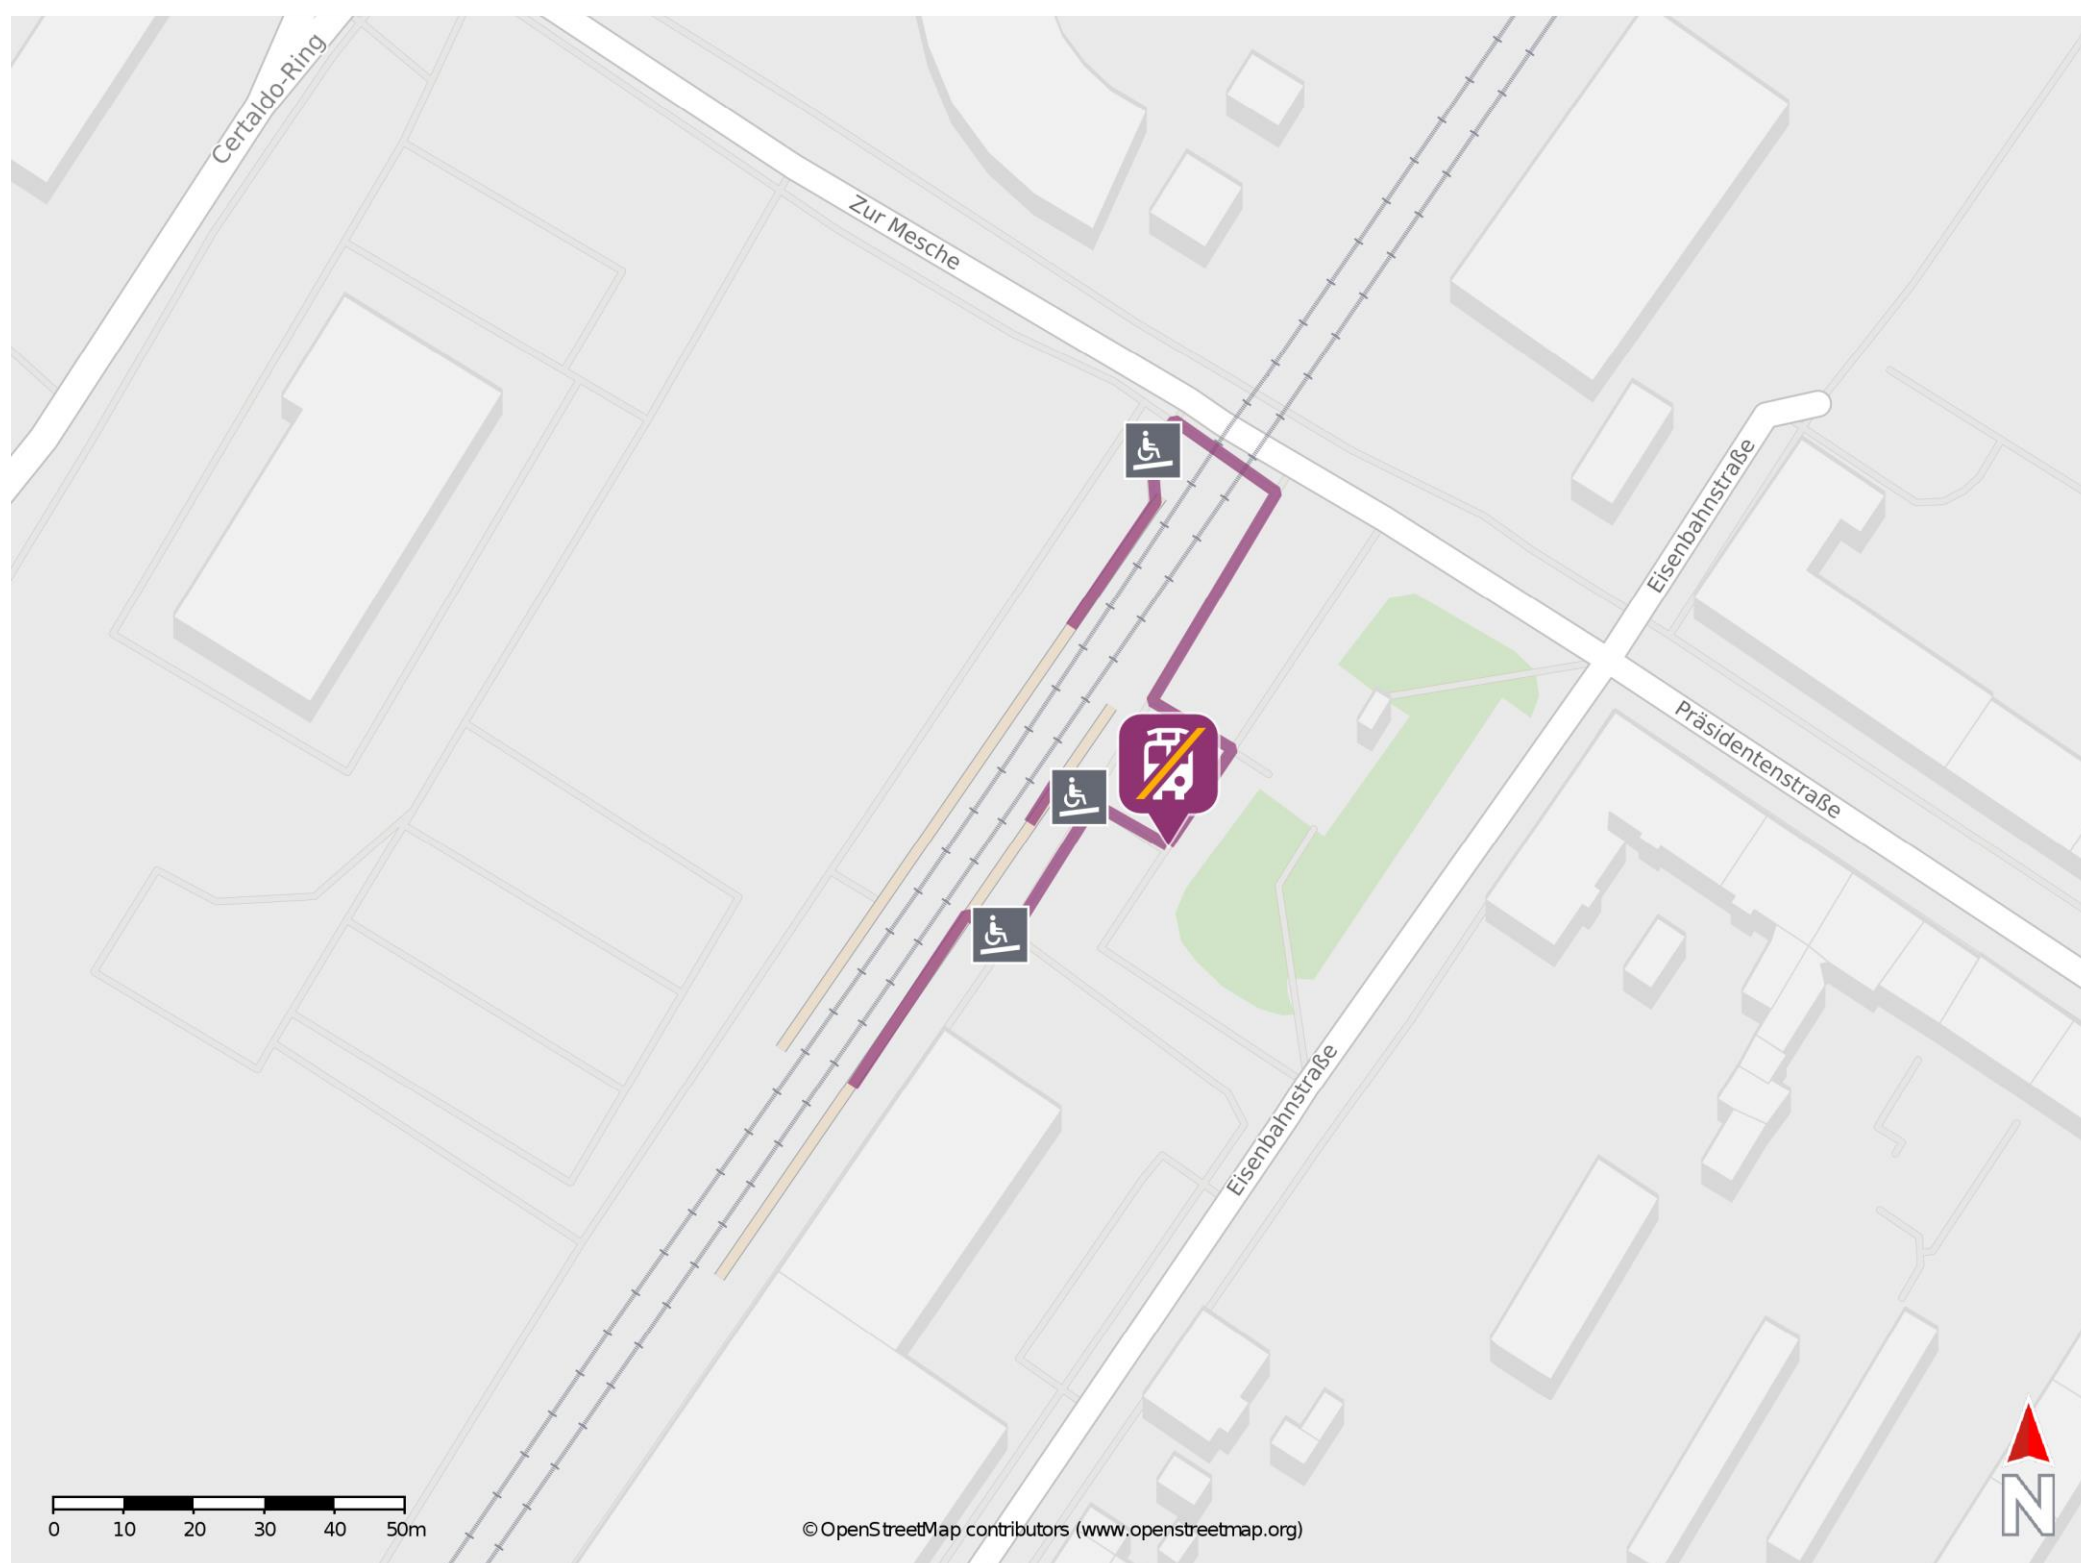 Certaldo-Ring
Zur Mesche
Eisenbahnstraße
Präsidentenstraße
Eisenbahnstraße
0 10 20 30 40 50m
© OpenStreetMap contributors (www.openstreetmap.org)
N